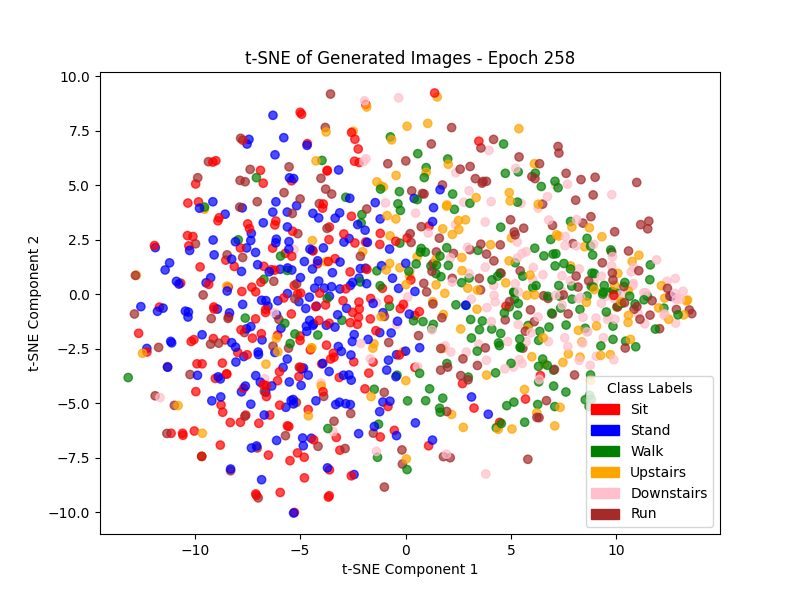 t-SNE of Generated Images - Epoch 258
t-SNE Component 2
10.0
7.5
5.0
2.5
0.0
−2.5
−5.0
−7.5
−10.0
Class Labels
Sit
Stand
Walk
Upstairs
Downstairs
Run
−10
−5
0
5
10
t-SNE Component 1